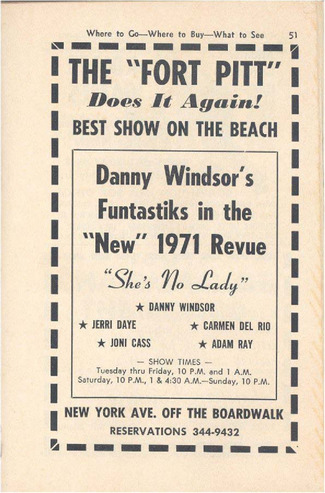 Where to Go—Where to Buy—What to See 51
THE "FORT PITT"
Does It Again!
BEST SHOW ON THE BEACH
Danny Windsor's
Funtastiks in the
"New" 1971 Revue
"She's No Lady"
★ DANNY WINDSOR
★ JERRI DAYE ★ CARMEN DEL RIO
★ JONI CASS ★ ADAM RAY
— SHOW TIMES —
Tuesday thru Friday, 10 P.M. and 1 A.M.
Saturday, 10 P.M., 1 & 4:30 A.M.—Sunday, 10 P.M.
NEW YORK AVE. OFF THE BOARDWALK
RESERVATIONS 344-9432